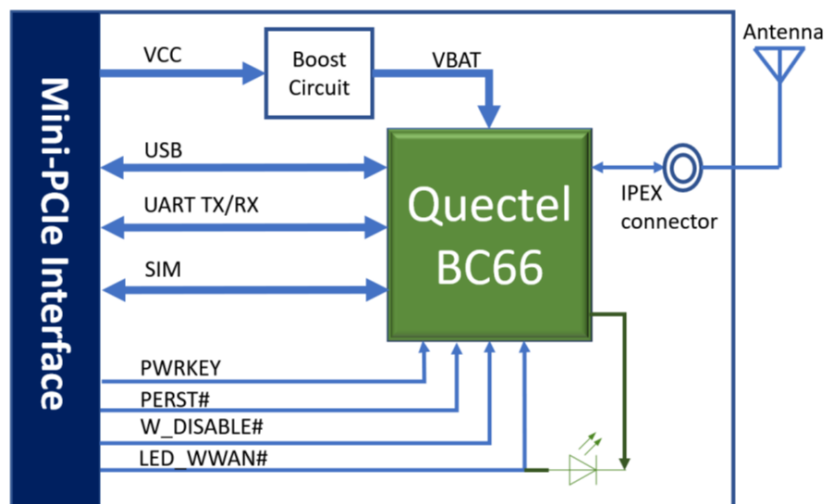 Mini-PCIe Interface
VCC
Boost
Circuit
VBAT
Antenna
USB
UART TX/RX
SIM
Quectel
BC66
IPEX
connector
PWRKEY
PERST#
W_DISABLE#
LED_WWAN#